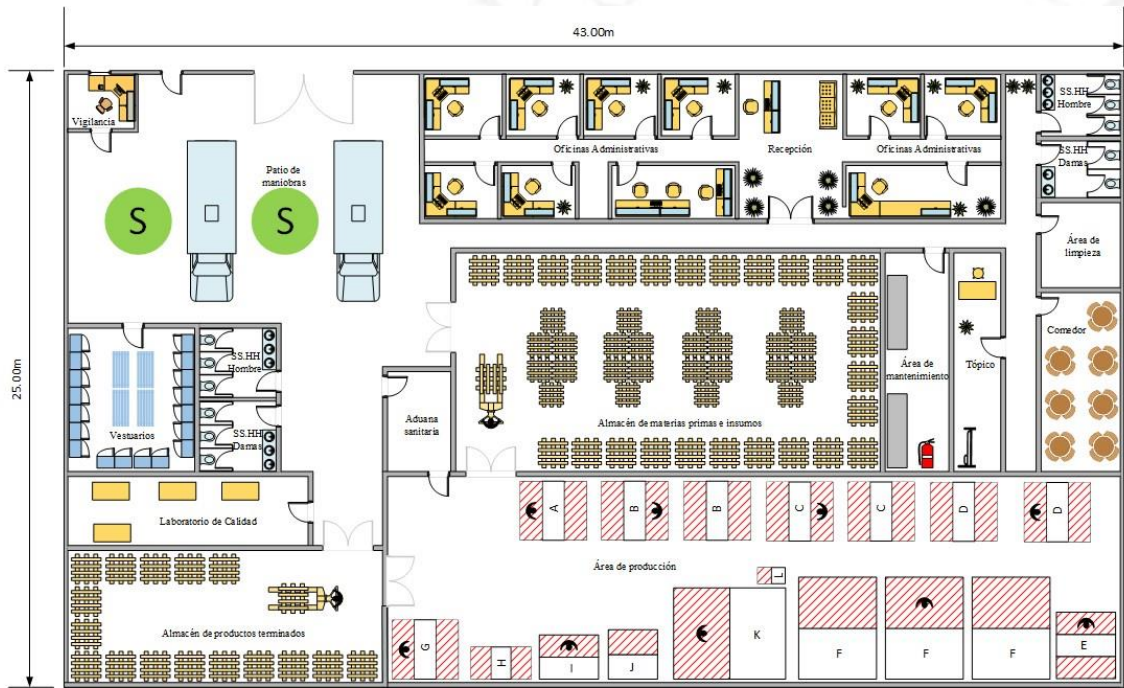 43.00m
25.00m
Vigilancia
S
S
Patio de
maniobras
Oficinas Administrativas
Recepción
Oficinas Administrativas
SS.HH
Hombre
SS.HH
Damas
Área de
limpieza
Comedor
Tópico
Área de
mantenimiento
Almacén de materias primas e insumos
Aduana
sanitaria
SS.HH
Hombre
SS.HH
Damas
Vestuarios
Laboratorio de Calidad
Almacén de productos terminados
Área de producción
A
B
B
C
C
D
D
L
G
H
I
J
K
F
F
F
E